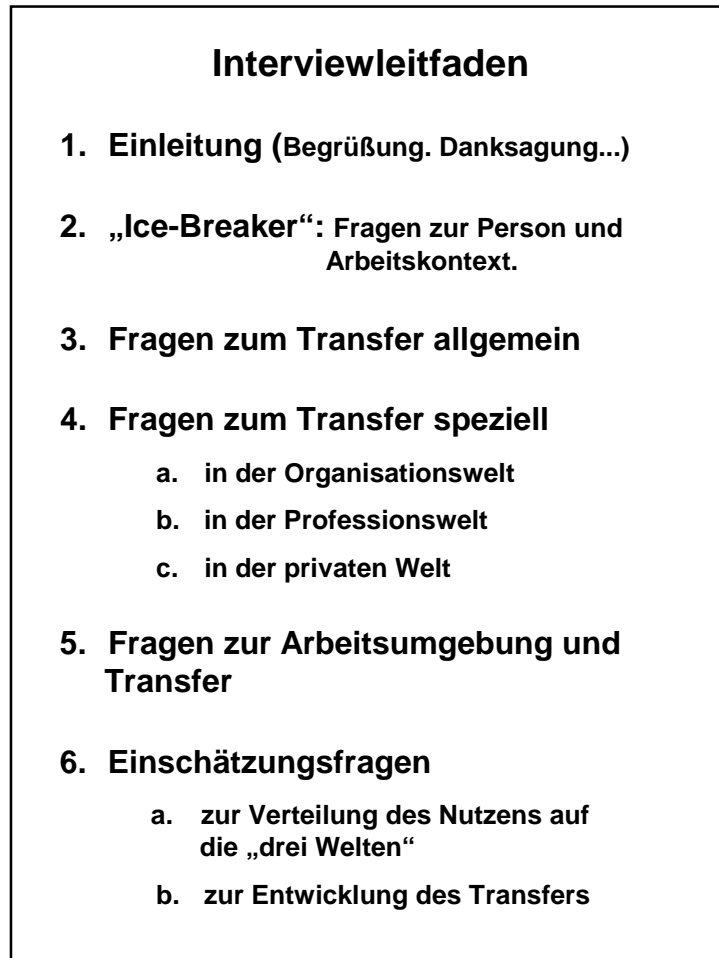 Interviewleitfaden
1. Einleitung (Begrüßung. Danksagung...)
2. „Ice-Breaker“: Fragen zur Person und
Arbeitskontext.
3. Fragen zum Transfer allgemein
4. Fragen zum Transfer speziell
a. in der Organisationswelt
b. in der Professionswelt
c. in der privaten Welt
5. Fragen zur Arbeitsumgebung und
Transfer
6. Einschätzungsfragen
a. zur Verteilung des Nutzens auf
die „drei Welten“
b. zur Entwicklung des Transfers